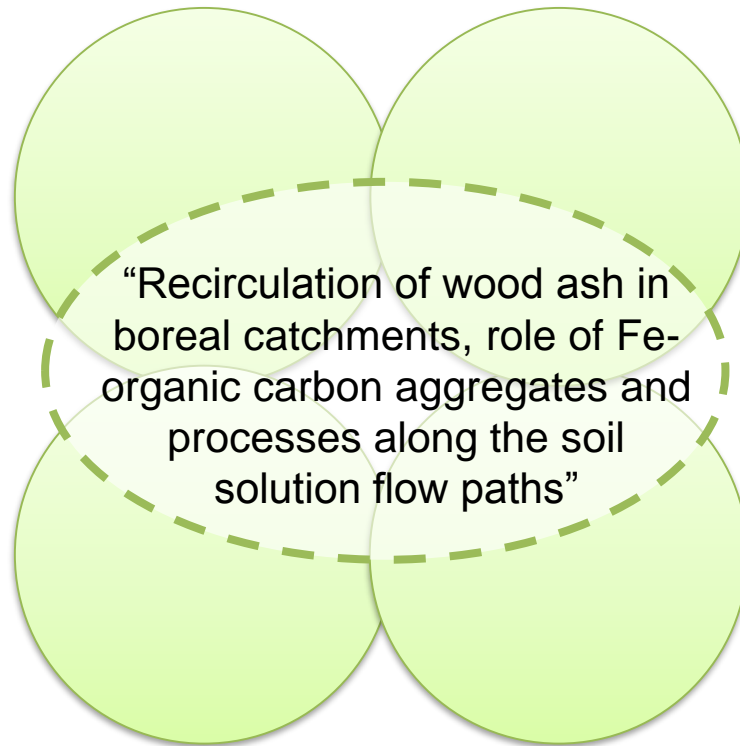 “Recirculation of wood ash in
boreal catchments, role of Fe-
organic carbon aggregates and
processes along the soil
solution flow paths”